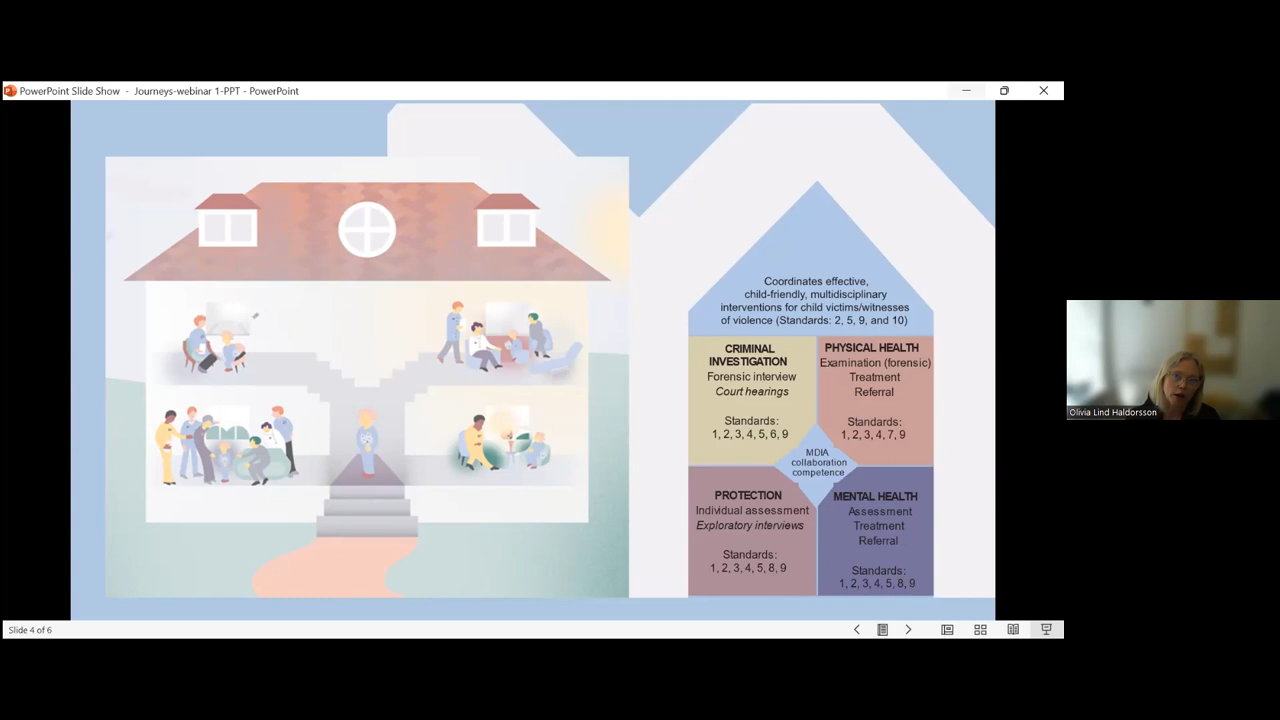 PowerPoint Slide Show - Journeys-webinar 1-PPT - PowerPoint
Coordinates effective,
child-friendly, multidisciplinary
interventions for child victims/witnesses
of violence (Standards: 2, 5, 9, and 10)
CRIMINAL
INVESTIGATION
Forensic interview
Court hearings
Standards:
1, 2, 3, 4, 5, 6, 9
PHYSICAL HEALTH
Examination (forensic)
Treatment
Referral
Standards:
1, 2, 3, 4, 7, 9
MDIA
collaboration
competence
PROTECTION
Individual assessment
Exploratory interviews
Standards:
1, 2, 3, 4, 5, 8, 9
MENTAL HEALTH
Assessment
Treatment
Referral
Standards:
1, 2, 3, 4, 5, 8, 9
Olivia Lind Haldorsson
Slide 4 of 6